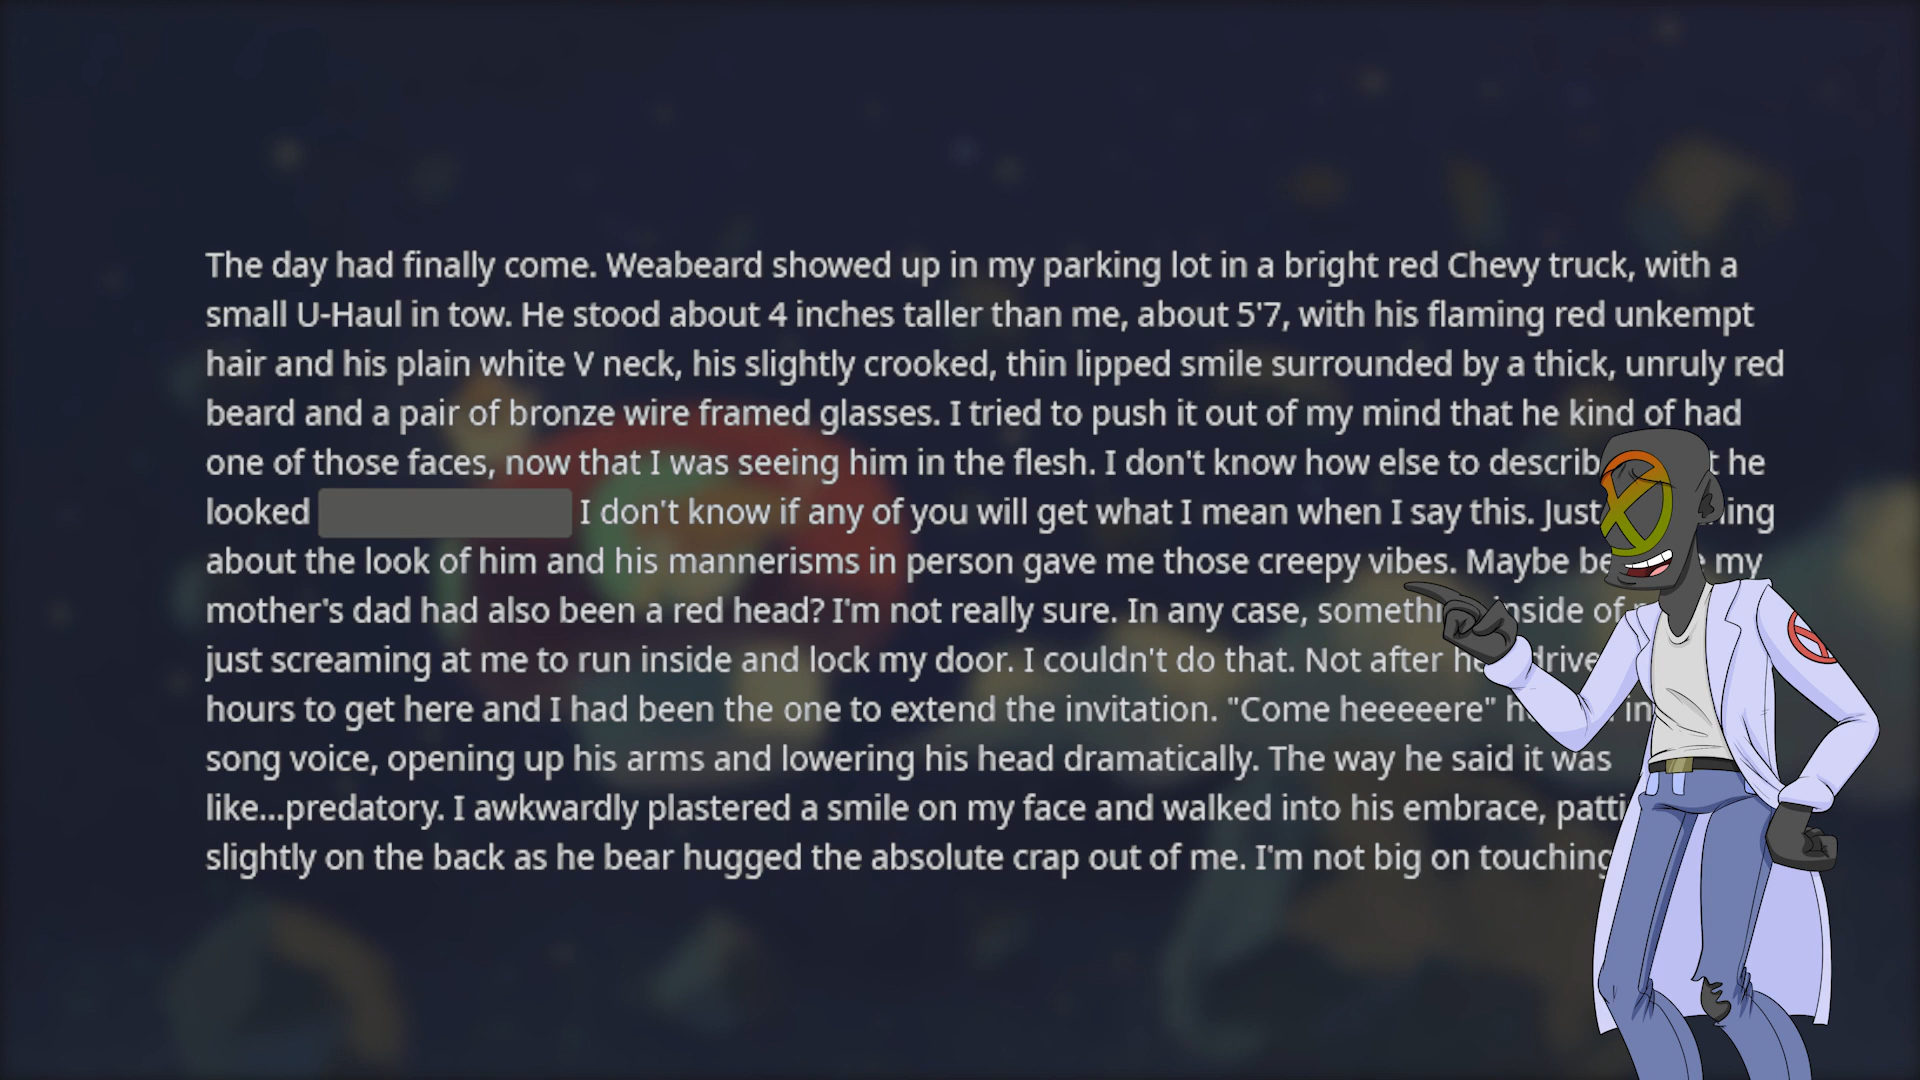 The day had finally come. Weabeard showed up in my parking lot in a bright red Chevy truck, with a
small U-Haul in tow. He stood about 4 inches taller than me, about 5'7, with his flaming red unkempt
hair and his plain white V neck, his slightly crooked, thin lipped smile surrounded by a thick, unruly red
beard and a pair of bronze wire framed glasses. I tried to push it out of my mind that he kind of had
one of those faces, now that I was seeing him in the flesh. I don't know how else to he
looked I don't know if any of you will get what I mean when I say this. Just
about the look of him and his mannerisms in person gave me those creepy vibes. Maybe my
mother's dad had also been a red head? I'm not really sure. In any case, inside of
just screaming at me to run inside and lock my door. I couldn't do that. Not after
hours to get here and I had been the one to extend the invitation. "Come heeeeere" in
song voice, opening up his arms and lowering his head dramatically. The way he said it was
like...predatory. I awkwardly plastered a smile on my face and walked into his embrace,
slightly on the back as he bear hugged the absolute crap out of me. I'm not big on touching